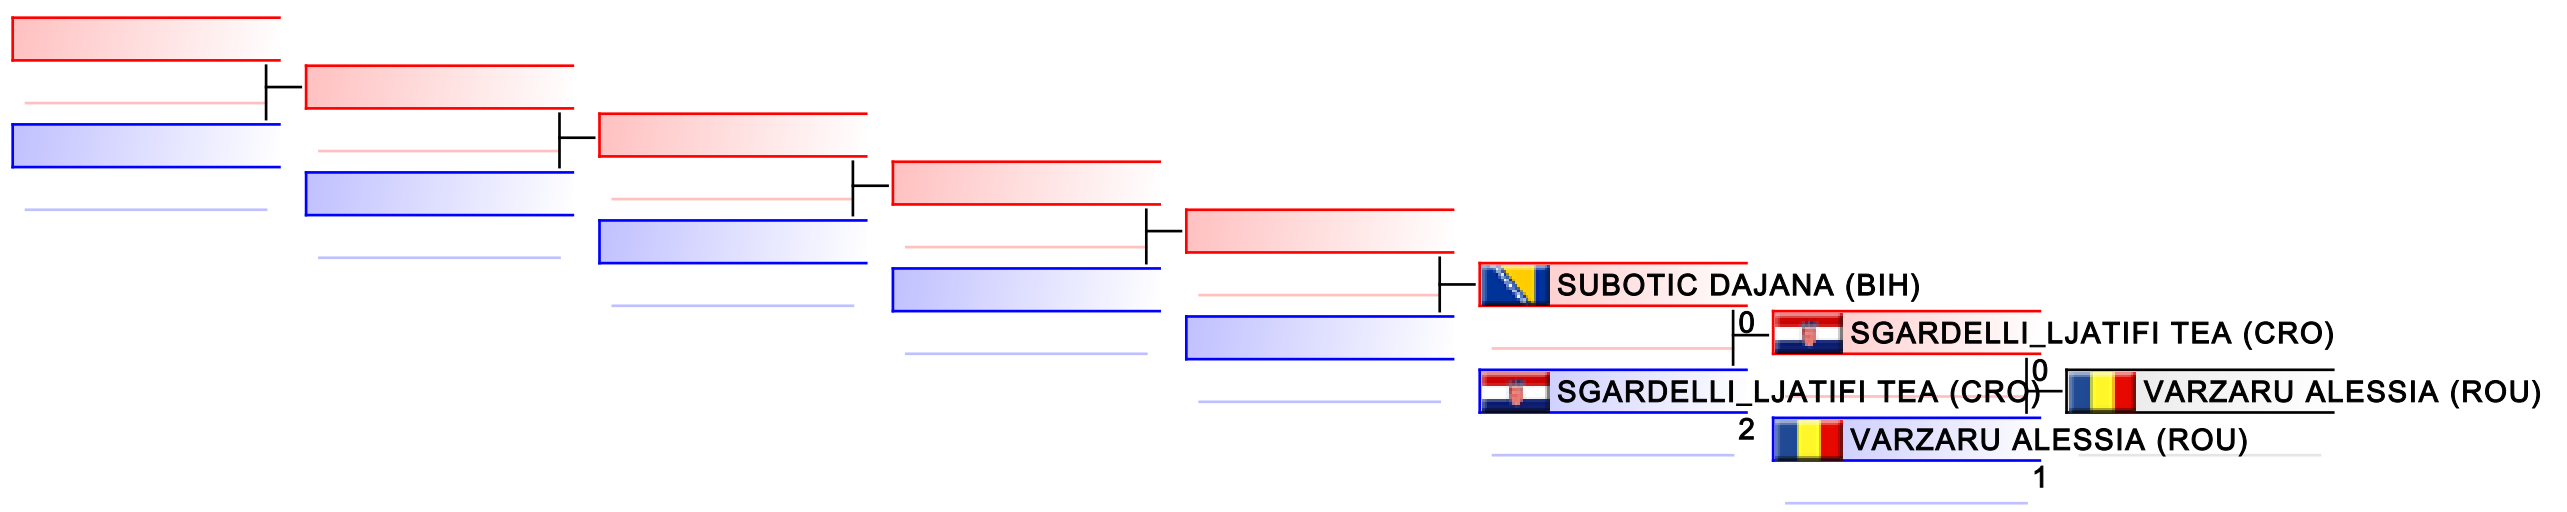 SUBOTIC DAJANA (BIH)
0
SGARDELLI_LJATIFI TEA (CRO)
2
SGARDELLI_LJATIFI TEA (CRO)
0
VARZARU ALESSIA (ROU)
1
VARZARU ALESSIA (ROU)